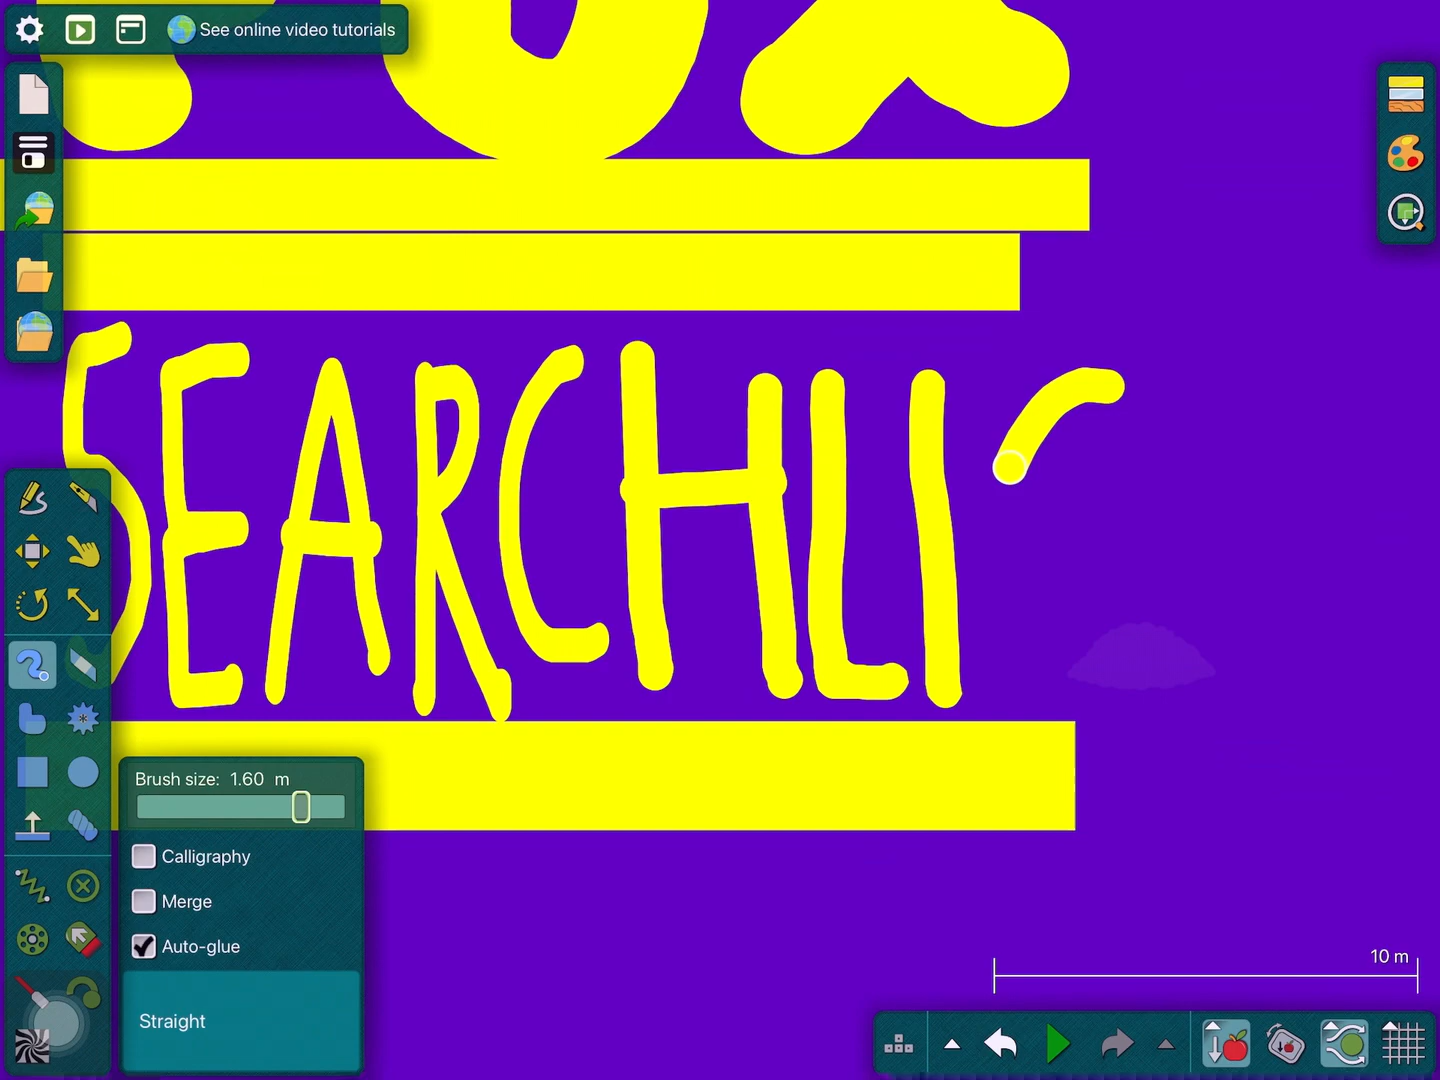 See online video tutorials
SEARCHLI
Brush size: 1.60 m
Calligraphy
Merge
Auto-glue
Straight
10 m